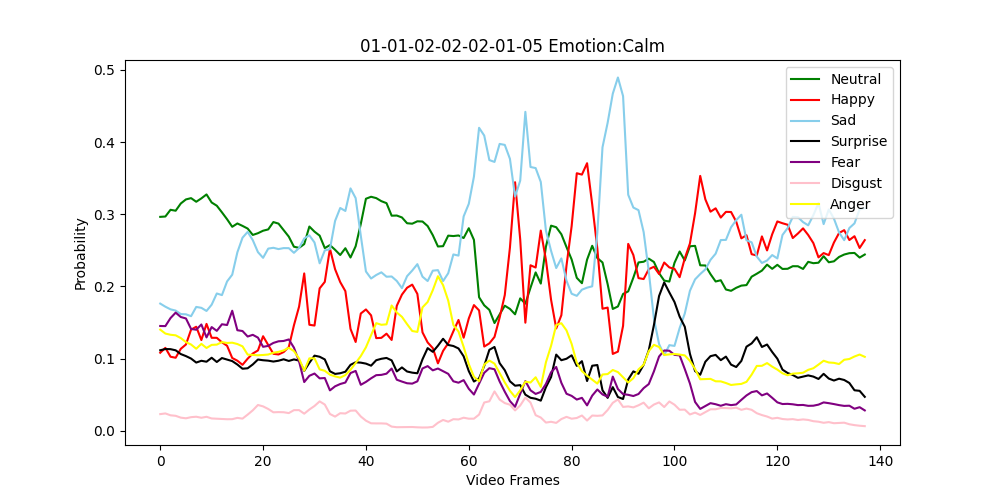 01-01-02-02-02-01-05 Emotion:Calm
Probability
0.5
0.4
0.3
0.2
0.1
0.0
Neutral
Happy
Sad
Surprise
Fear
Disgust
Anger
0 20 40 60 80 100 120 140
Video Frames